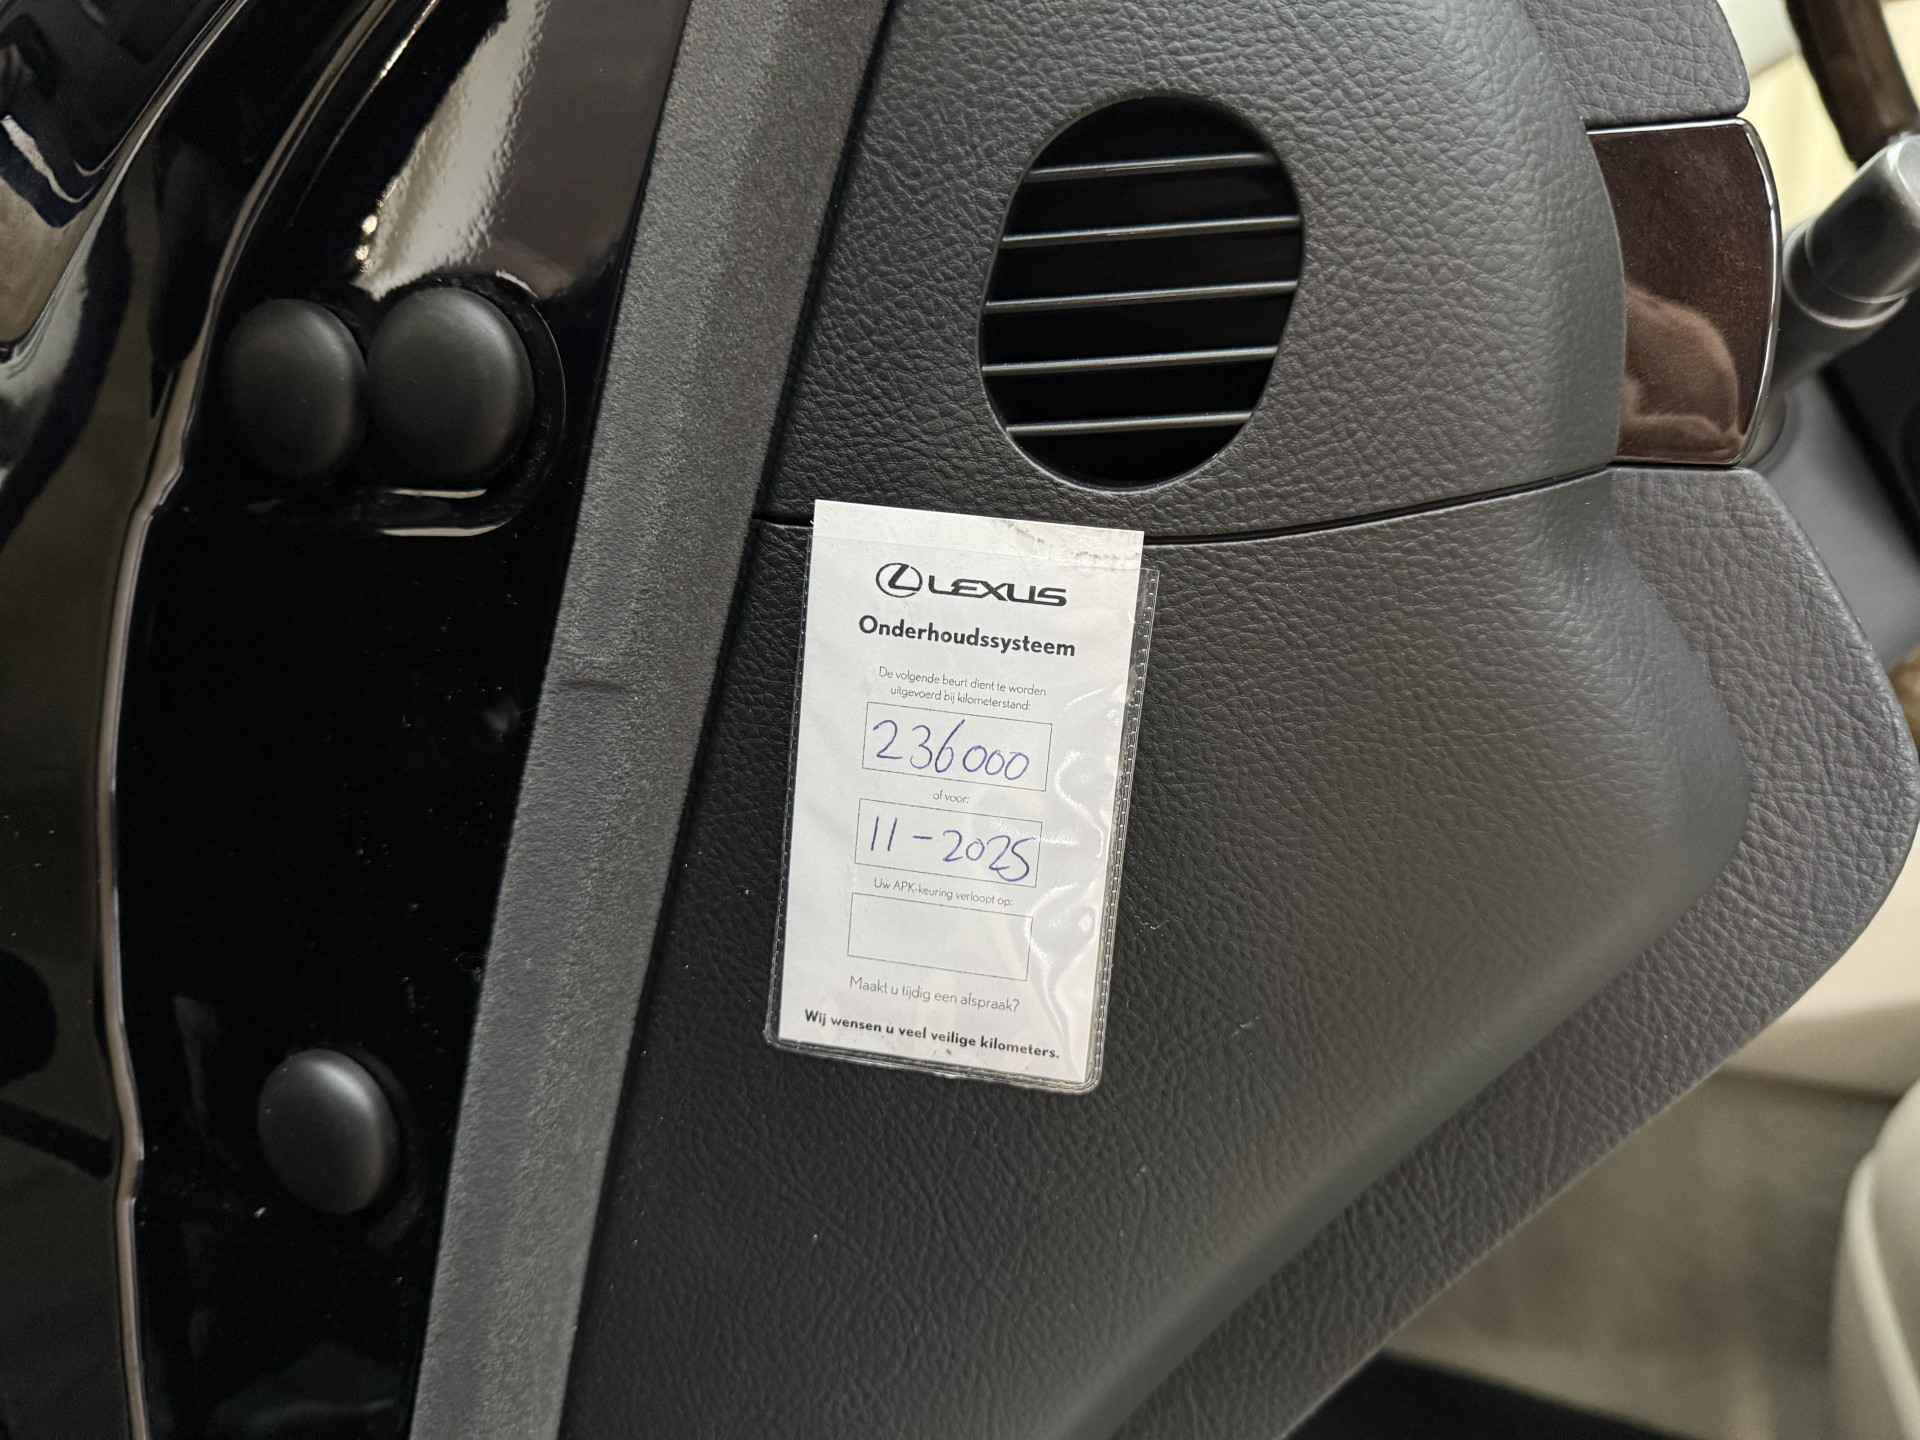 LEXUS
Onderhoudssysteem
De volgende beurt dient te worden
uitgevoerd bij kilometerstand:
236000
of voor:
11-2025
Uw APK-keuring verloopt op:
Maakt u tijdig een afspraak?
Wij wensen u veel veilige kilometers.